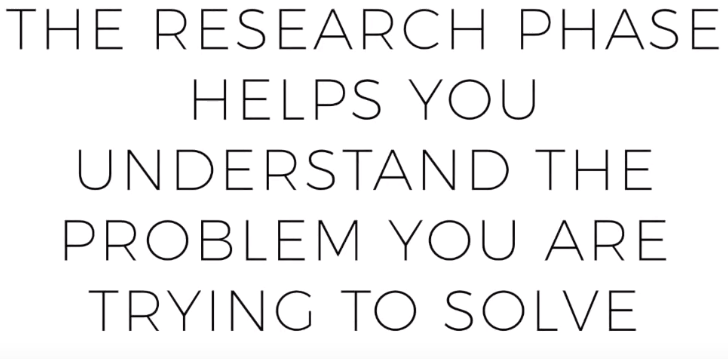 THE RESEARCH PHASE
HELPS YOU
UNDERSTAND THE
PROBLEM YOU ARE
TRYING TO SOLVE